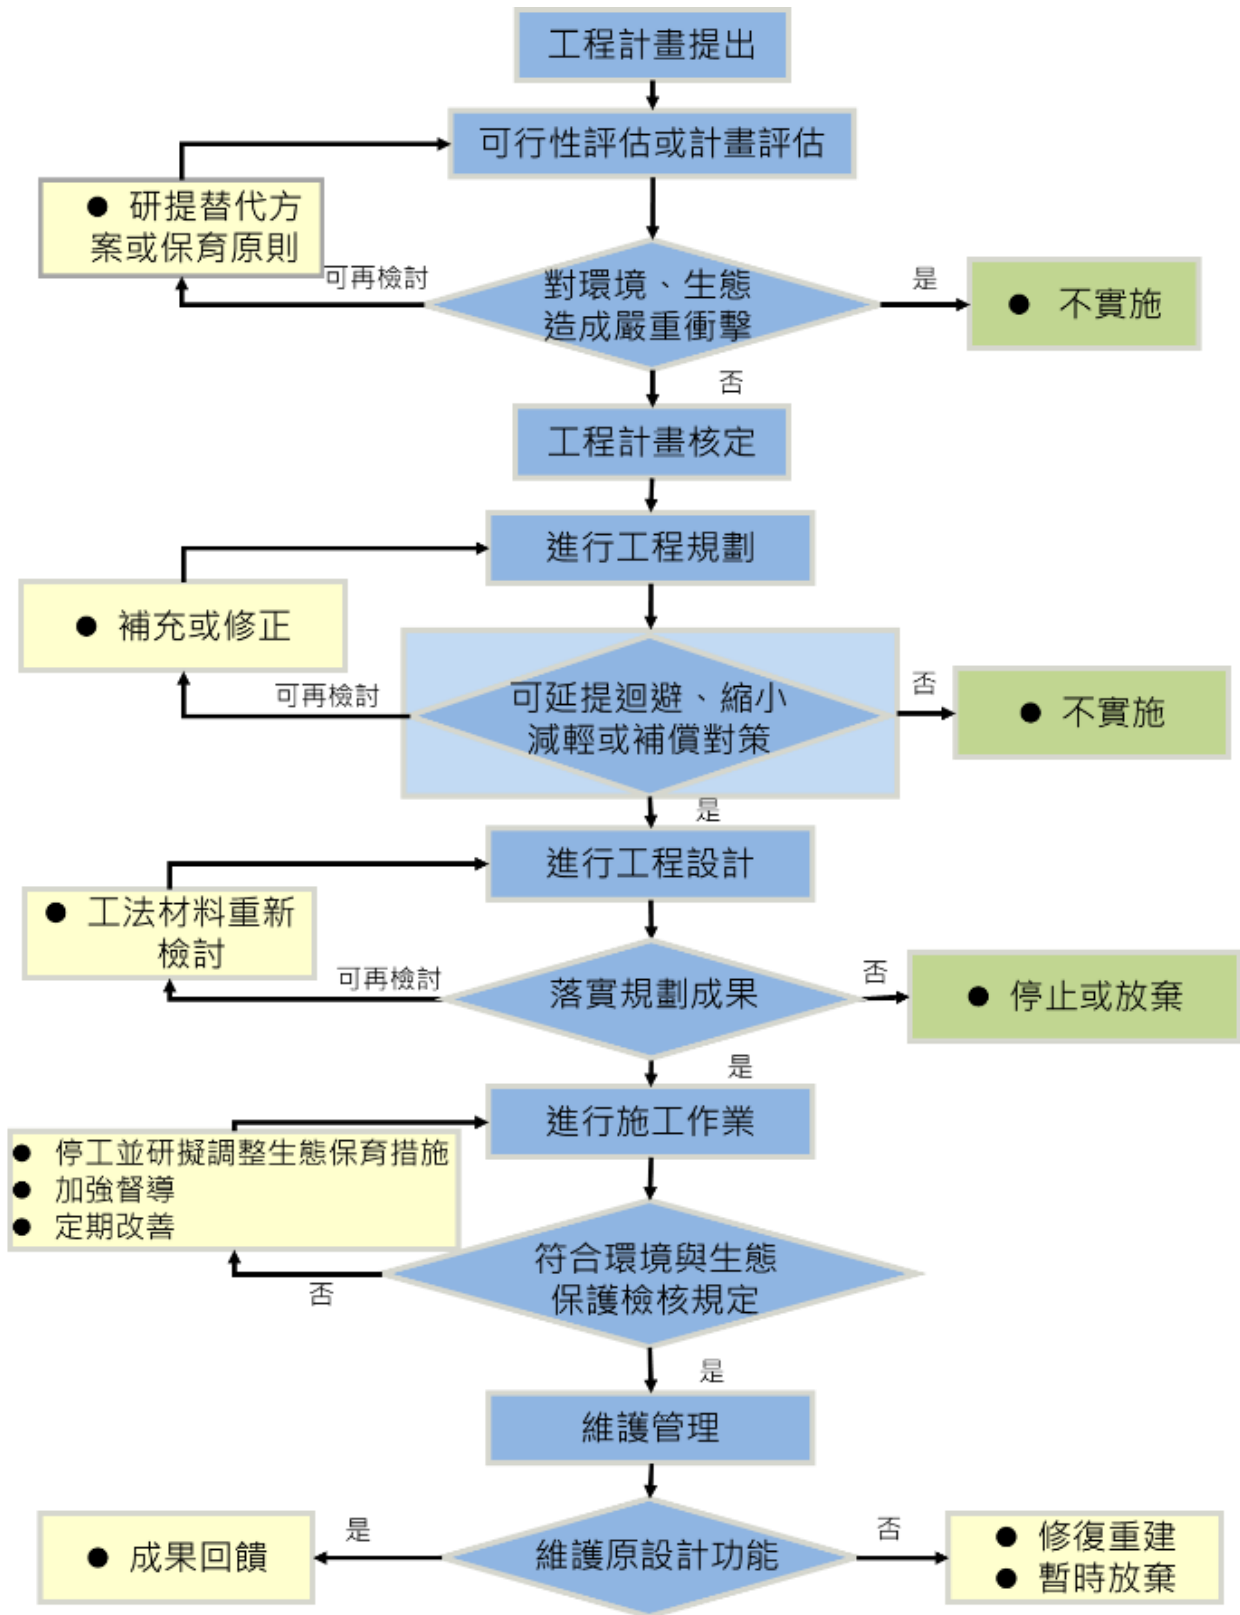 工程計畫提出
可行性評估或計畫評估
● 研提替代方
案或保育原則
可再檢討
對環境、生態
造成嚴重衝擊
是
● 不實施
否
工程計畫核定
進行工程規劃
● 補充或修正
可再檢討
可延提迴避、縮小
減輕或補償對策
否
● 不實施
是
進行工程設計
● 工法材料重新
檢討
可再檢討
落實規劃成果
否
● 停止或放棄
是
進行施工作業
● 停工並研擬調整生態保育措施
● 加強督導
● 定期改善
否
符合環境與生態
保護檢核規定
是
維護管理
● 成果回饋
是
維護原設計功能
否
● 修復重建
● 暫時放棄